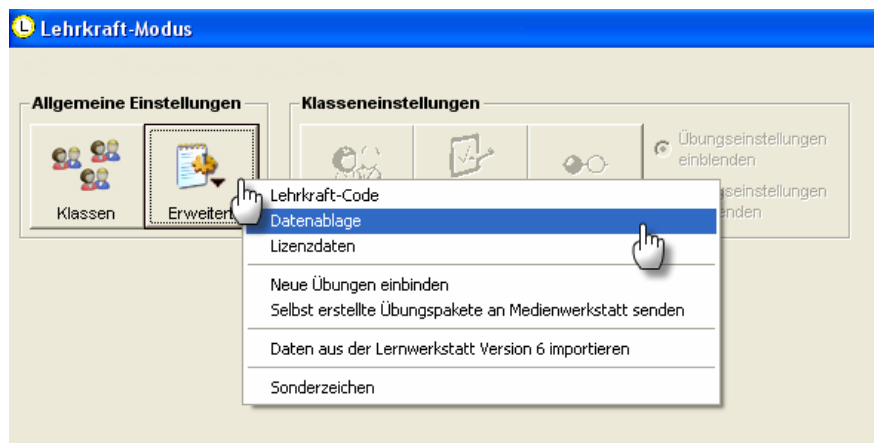 Lehrkraft-Modus
Allgemeine Einstellungen
Klasseneinstellungen
Klassen
Erweitert
Übungseinstellungen
einblenden
Lehrkraft-Code
Datenablage
Lizenzdaten
Neue Übungen einbinden
Selbst erstellte Übungspakete an Medienwerkstatt senden
Daten aus der Lernwerkstatt Version 6 importieren
Sonderzeichen